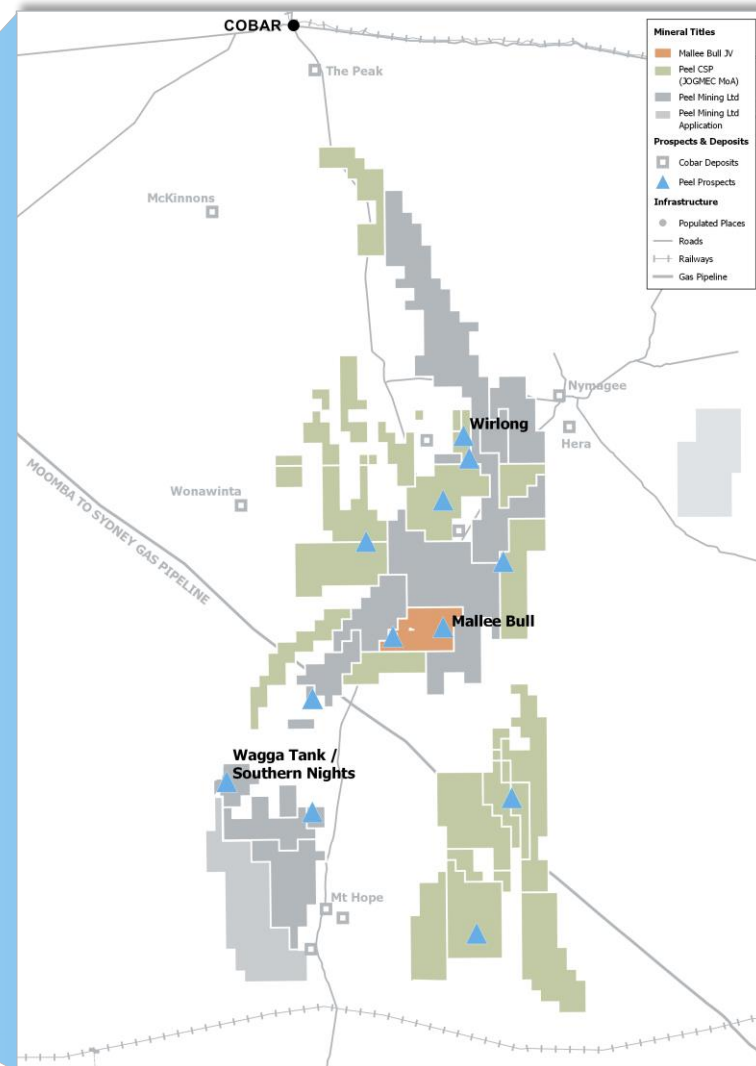 COBAR
The Peak
McKinnons
Mineral Titles
Mallee Bull JV
Peel CSP
(JOGMEC MoA)
Peel Mining Ltd
Peel Mining Ltd
Application
Prospects & Deposits
Cobar Deposits
Peel Prospects
Infrastructure
Populated Places
Roads
Railways
Gas Pipeline
Nymagee
Wirlong
Hera
Wonawinta
MOOMBA TO SYDNEY GAS PIPELINE
Mallee Bull
Wagga Tank /
Southern Nights
Mt Hope